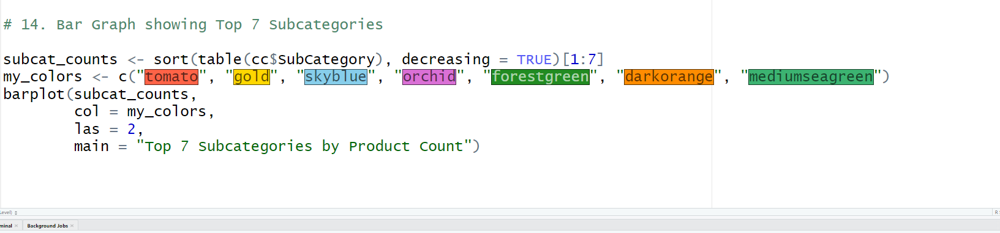 # 14. Bar Graph showing Top 7 Subcategories
subcat_counts <- sort(table(cc$SubCategory), decreasing = TRUE)[1:7]
my_colors <- c("tomato", "gold", "skyblue", "orchid", "forestgreen", "darkorange", "mediumseagreen")
barplot(subcat_counts,
col = my_colors,
las = 2,
main = "Top 7 Subcategories by Product Count")
Level)
R
minal × Background Jobs ×